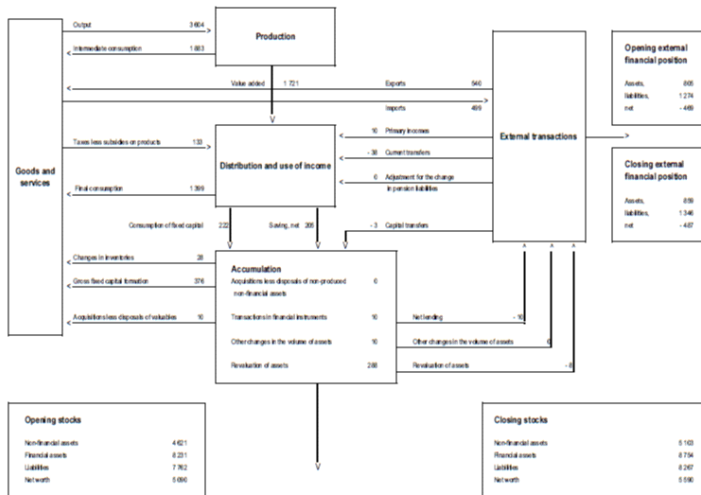 Output 3 604
Production
Intermediate consumption 1 883
Opening external
financial position
Value added 1 721
Exports 540
Assets, 805
liabilities, 1 274
net - 469
Imports 499
Taxes less subsidies on products 133
10 Primary incomes
External transactions
- 38 Current transfers
Distribution and use of income
Goods and
services
Closing external
financial position
Final consumption 1 399
0 Adjustment for the change
in pension liabilities
Assets, 859
liabilities, 1 346
net - 487
Consumption of fixed capital 222
Saving, net
- 3 Capital transfers
Changes in inventories 28
Accumulation
Acquisitions less disposals of non-produced 0
non-financial assets
Gross fixed capital formation 376
Acquisitions less disposals of valuables 10
Transactions in financial instruments 10
Net lending - 10
Other changes in the volume of assets 10
Other changes in the volume of assets
Revaluation of assets 288
Revaluation of assets - 8
Opening stocks
Non-financial assets 4 621
Financial assets 8 231
Liabilities 7 762
Net worth
Closing stocks
Non-financial assets 5 103
Financial assets 8 754
Liabilities 8 267
Net worth 5 590